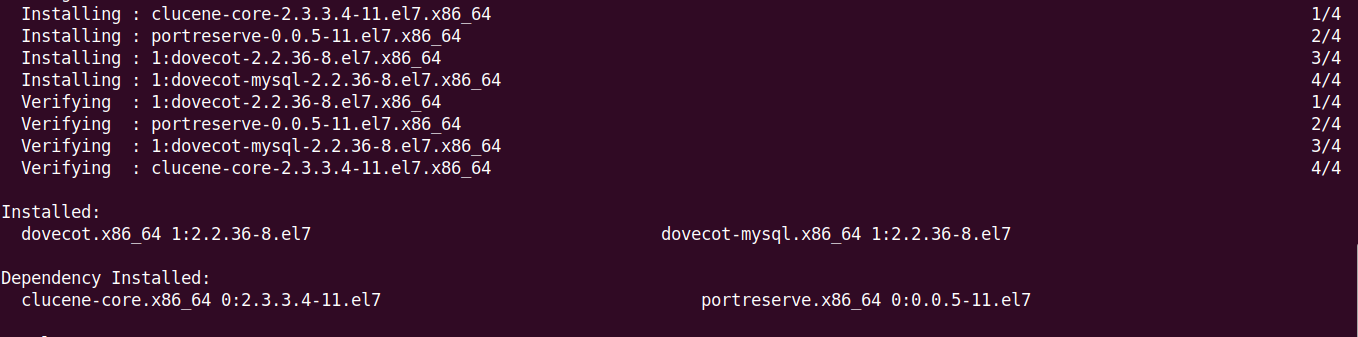 Installing : clucene-core-2.3.3.4-11.el7.x86_64 1/4
Installing : portreserve-0.0.5-11.el7.x86_64 2/4
Installing : 1:dovecot-2.2.36-8.el7.x86_64 3/4
Installing : 1:dovecot-mysql-2.2.36-8.el7.x86_64 4/4
Verifying : 1:dovecot-2.2.36-8.el7.x86_64 1/4
Verifying : portreserve-0.0.5-11.el7.x86_64 2/4
Verifying : 1:dovecot-mysql-2.2.36-8.el7.x86_64 3/4
Verifying : clucene-core-2.3.3.4-11.el7.x86_64 4/4
Installed:
dovecot.x86_64 1:2.2.36-8.el7 dovecot-mysql.x86_64 1:2.2.36-8.el7
Dependency Installed:
clucene-core.x86_64 0:2.3.3.4-11.el7 portreserve.x86_64 0:0.0.5-11.el7